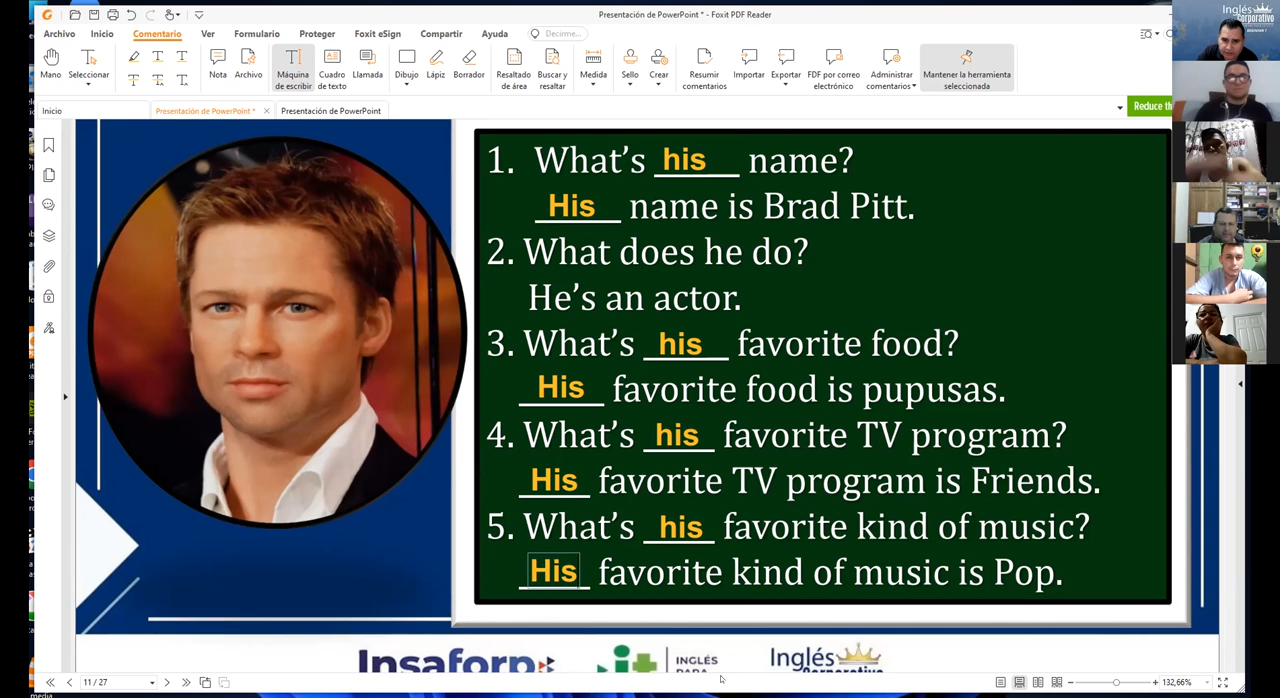 Presentación de PowerPoint * - Foxit PDF Reader
Archivo Inicio Comentario Ver Formulario Proteger Foxit eSign Compartir Ayuda Decirme...
Mano Seleccionar Nota Archivo Máquina de escribir Cuadro de texto Llamada Dibujo Lápiz Borrador Resaltado de área Buscar y resaltar Medida Sello Crear Resumir comentarios Importar Exportar PDF por correo electrónico Administrar comentarios Mantener la herramienta seleccionada
Inicio Presentación de PowerPoint * Presentación de PowerPoint
Reduce th
Inglés
Corporativo
1. What's his name?
His name is Brad Pitt.
2. What does he do?
He's an actor.
3. What's his favorite food?
His favorite food is pupusas.
4. What's his favorite TV program?
His favorite TV program is Friends.
5. What's his favorite kind of music?
His favorite kind of music is Pop.
Insaforp
INGLÉS
Inglés
11 / 27
132,66%
media